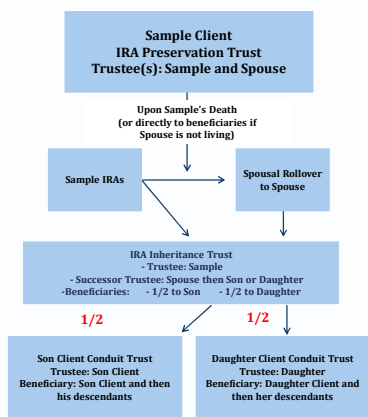 Sample Client
IRA Preservation Trust
Trustee(s): Sample and Spouse
Upon Sample's Death
(or directly to beneficiaries if
Spouse is not living)
Sample IRAs
Spousal Rollover
to Spouse
IRA Inheritance Trust
- Trustee: Sample
- Successor Trustee: Spouse then Son or Daughter
-Beneficiaries: - 1/2 to Son - 1/2 to Daughter
1/2
1/2
Son Client Conduit Trust
Trustee: Son Client
Beneficiary: Son Client and then
his descendants
Daughter Client Conduit Trust
Trustee: Daughter
Beneficiary: Daughter Client and
then her descendants